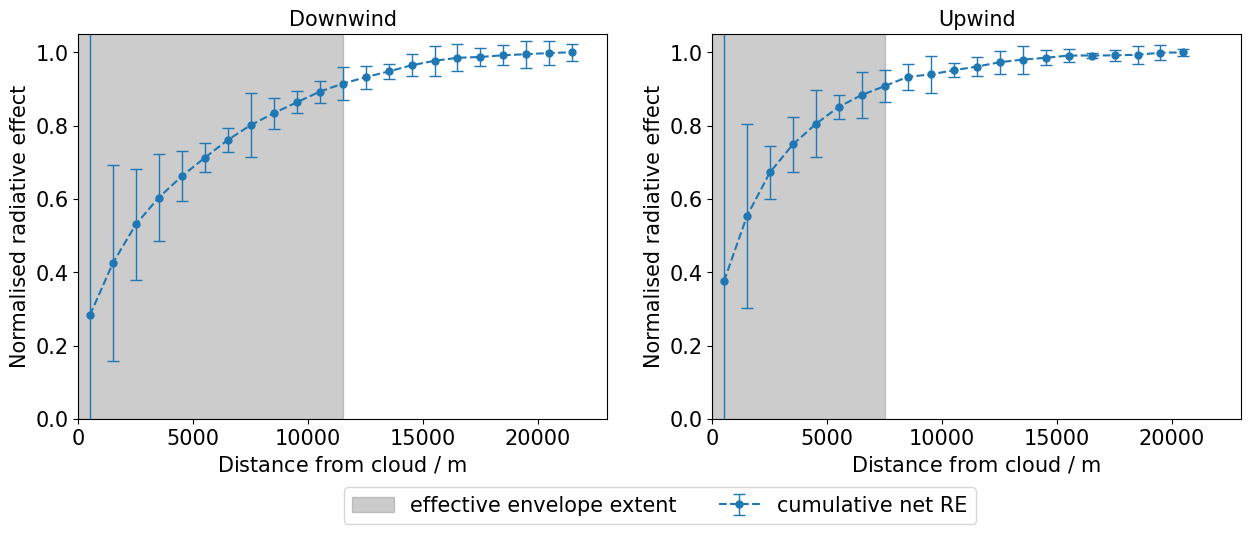 Downwind
Upwind
Normalised radiative effect
1.0
0.8
0.6
0.4
0.2
0.0
0 5000 10000 15000 20000
Distance from cloud / m
Normalised radiative effect
1.0
0.8
0.6
0.4
0.2
0.0
0 5000 10000 15000 20000
Distance from cloud / m
effective envelope extent
cumulative net RE